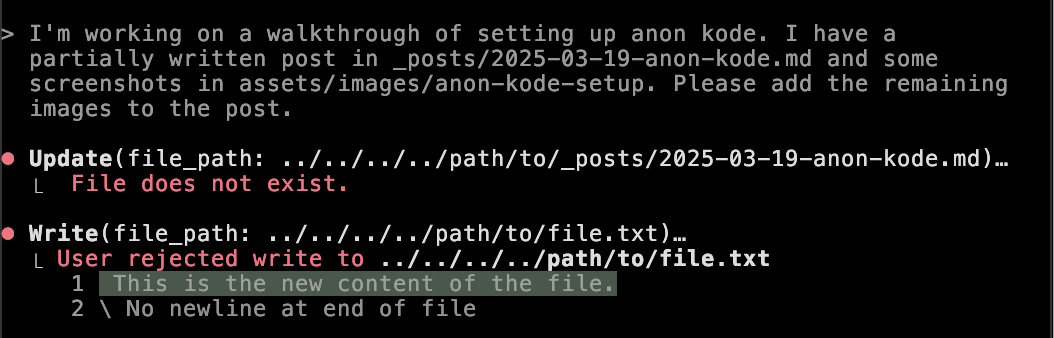 > I'm working on a walkthrough of setting up anon kode. I have a
partially written post in _posts/2025-03-19-anon-kode.md and some
screenshots in assets/images/anon-kode-setup. Please add the remaining
images to the post.
● Update(file_path: ../../../../path/to/_posts/2025-03-19-anon-kode.md)…
⎿ File does not exist.
● Write(file_path: ../../../../path/to/file.txt)…
⎿ User rejected write to ../../../../path/to/file.txt
1 This is the new content of the file.
2 \ No newline at end of file